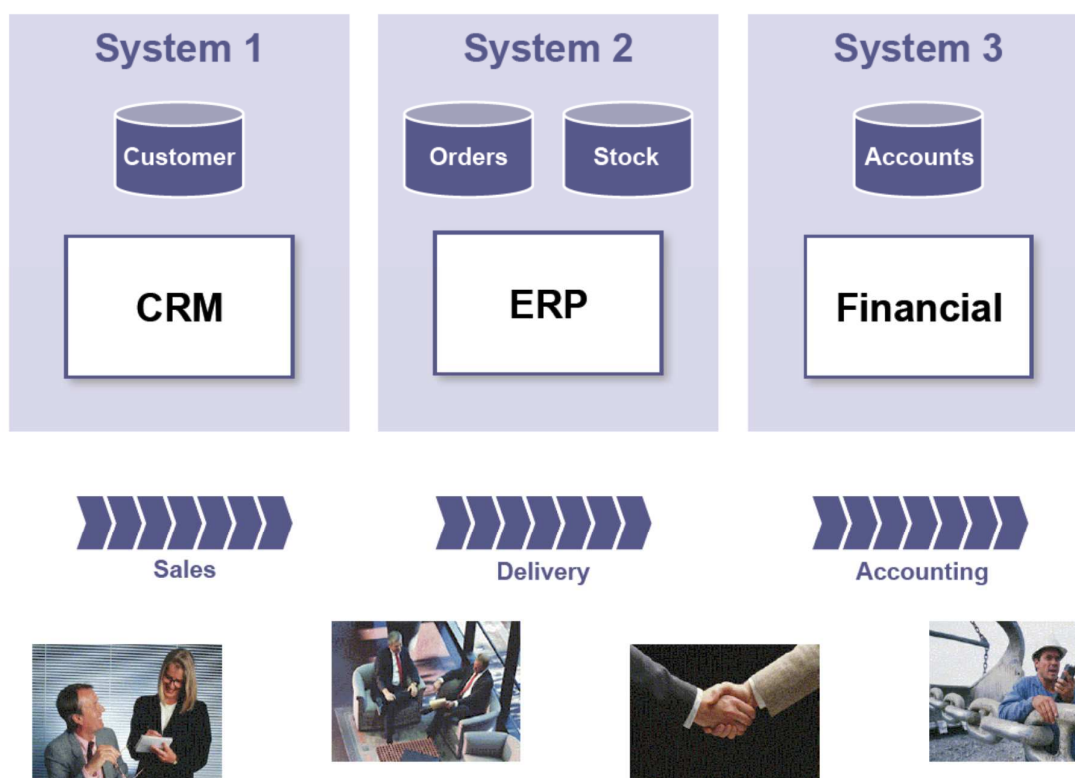 System 1
System 2
System 3
Customer
Orders
Stock
Accounts
CRM
ERP
Financial
Sales
Delivery
Accounting